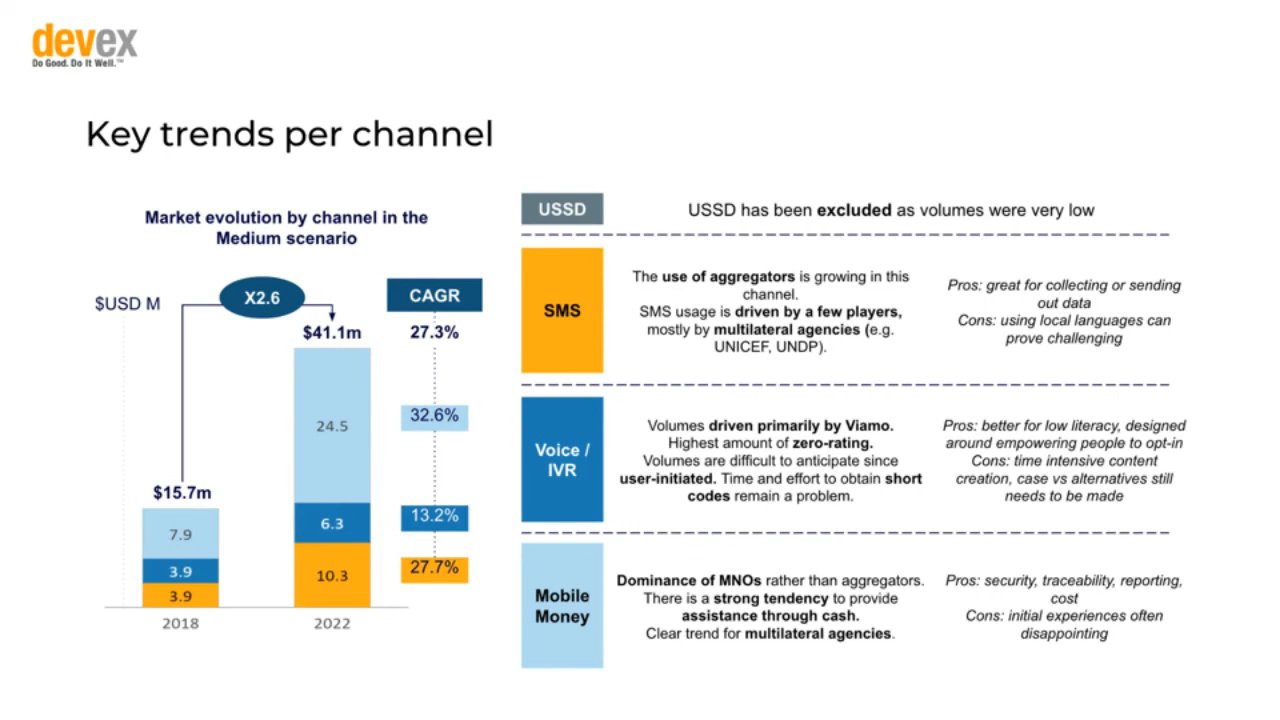 devex
Do Good. Do It Well.™
Key trends per channel
Market evolution by channel in the
Medium scenario
$USD M
X2.6
CAGR
$41.1m
27.3%
24.5
32.6%
$15.7m
7.9
6.3
13.2%
3.9
10.3
27.7%
3.9
2018
2022
USSD
USSD has been excluded as volumes were very low
SMS
The use of aggregators is growing in this
channel.
SMS usage is driven by a few players,
mostly by multilateral agencies (e.g.
UNICEF, UNDP).
Pros: great for collecting or sending
out data
Cons: using local languages can
prove challenging
Voice /
IVR
Volumes driven primarily by Viamo.
Highest amount of zero-rating.
Volumes are difficult to anticipate since
user-initiated. Time and effort to obtain short
codes remain a problem.
Pros: better for low literacy, designed
around empowering people to opt-in
Cons: time intensive content
creation, case vs alternatives still
needs to be made
Mobile
Money
Dominance of MNOs rather than aggregators.
There is a strong tendency to provide
assistance through cash.
Clear trend for multilateral agencies.
Pros: security, traceability, reporting,
cost
Cons: initial experiences often
disappointing